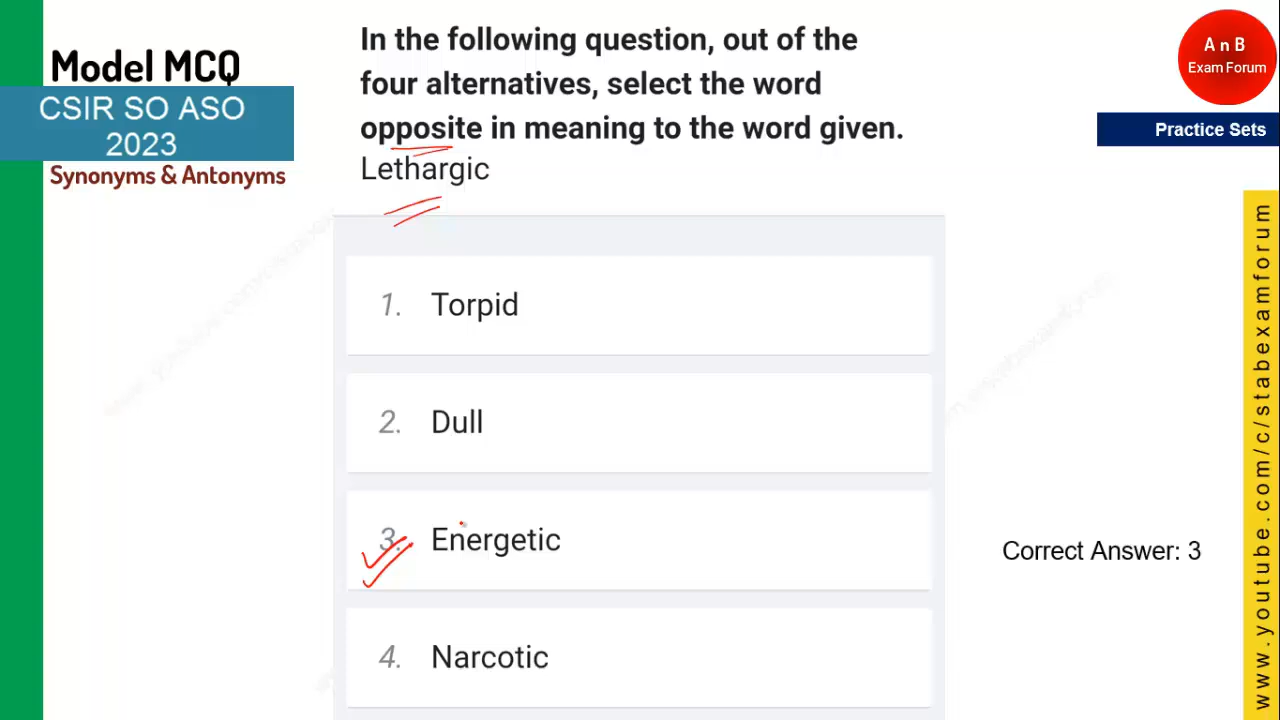 Model MCQ
CSIR SO ASO
2023
Synonyms & Antonyms
In the following question, out of the
four alternatives, select the word
opposite in meaning to the word given.
Lethargic
1. Torpid
2. Dull
3. Energetic
4. Narcotic
Correct Answer: 3
A n B
Exam Forum
Practice Sets
www.youtube.com/c/stabexamforum